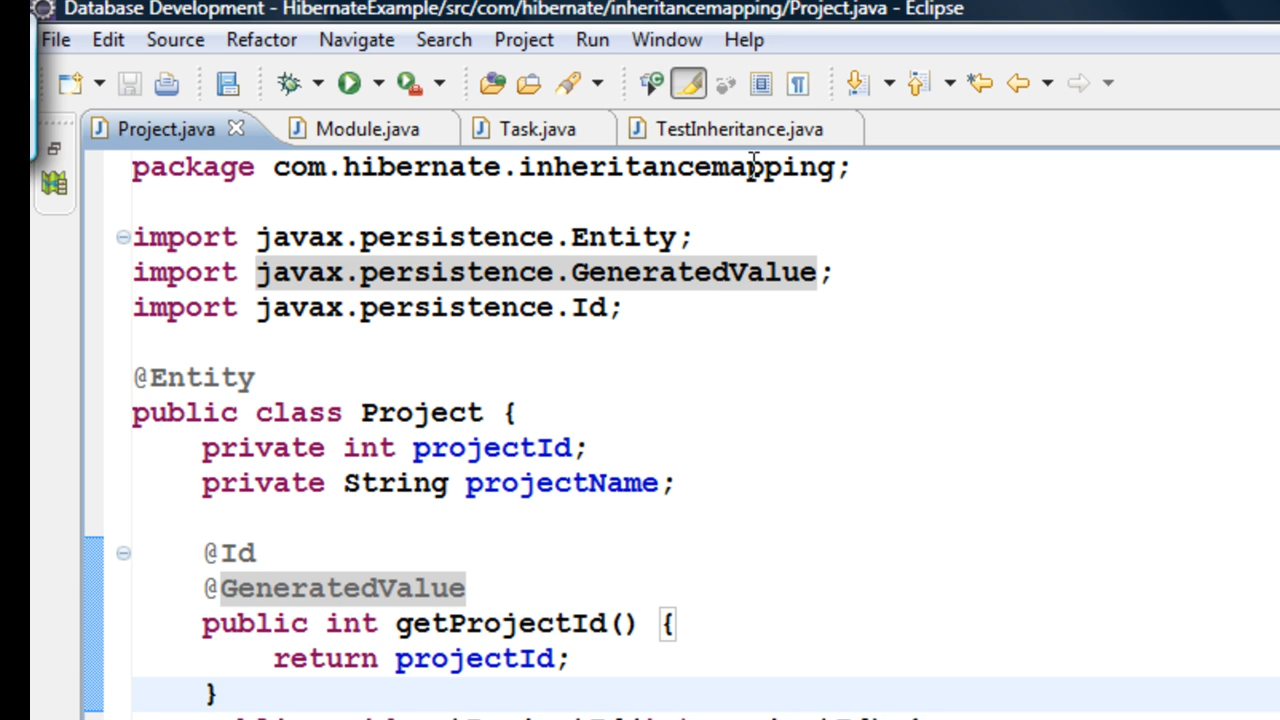 Database Development - HibernateExample/src/com/hibernate/inheritancemapping/Project.java - Eclipse
File Edit Source Refactor Navigate Search Project Run Window Help
Project.java Module.java Task.java TestInheritance.java
package com.hibernate.inheritancemapping;
import javax.persistence.Entity;
import javax.persistence.GeneratedValue;
import javax.persistence.Id;
@Entity
public class Project {
private int projectId;
private String projectName;
@Id
@GeneratedValue
public int getProjectId() {
return projectId;
}